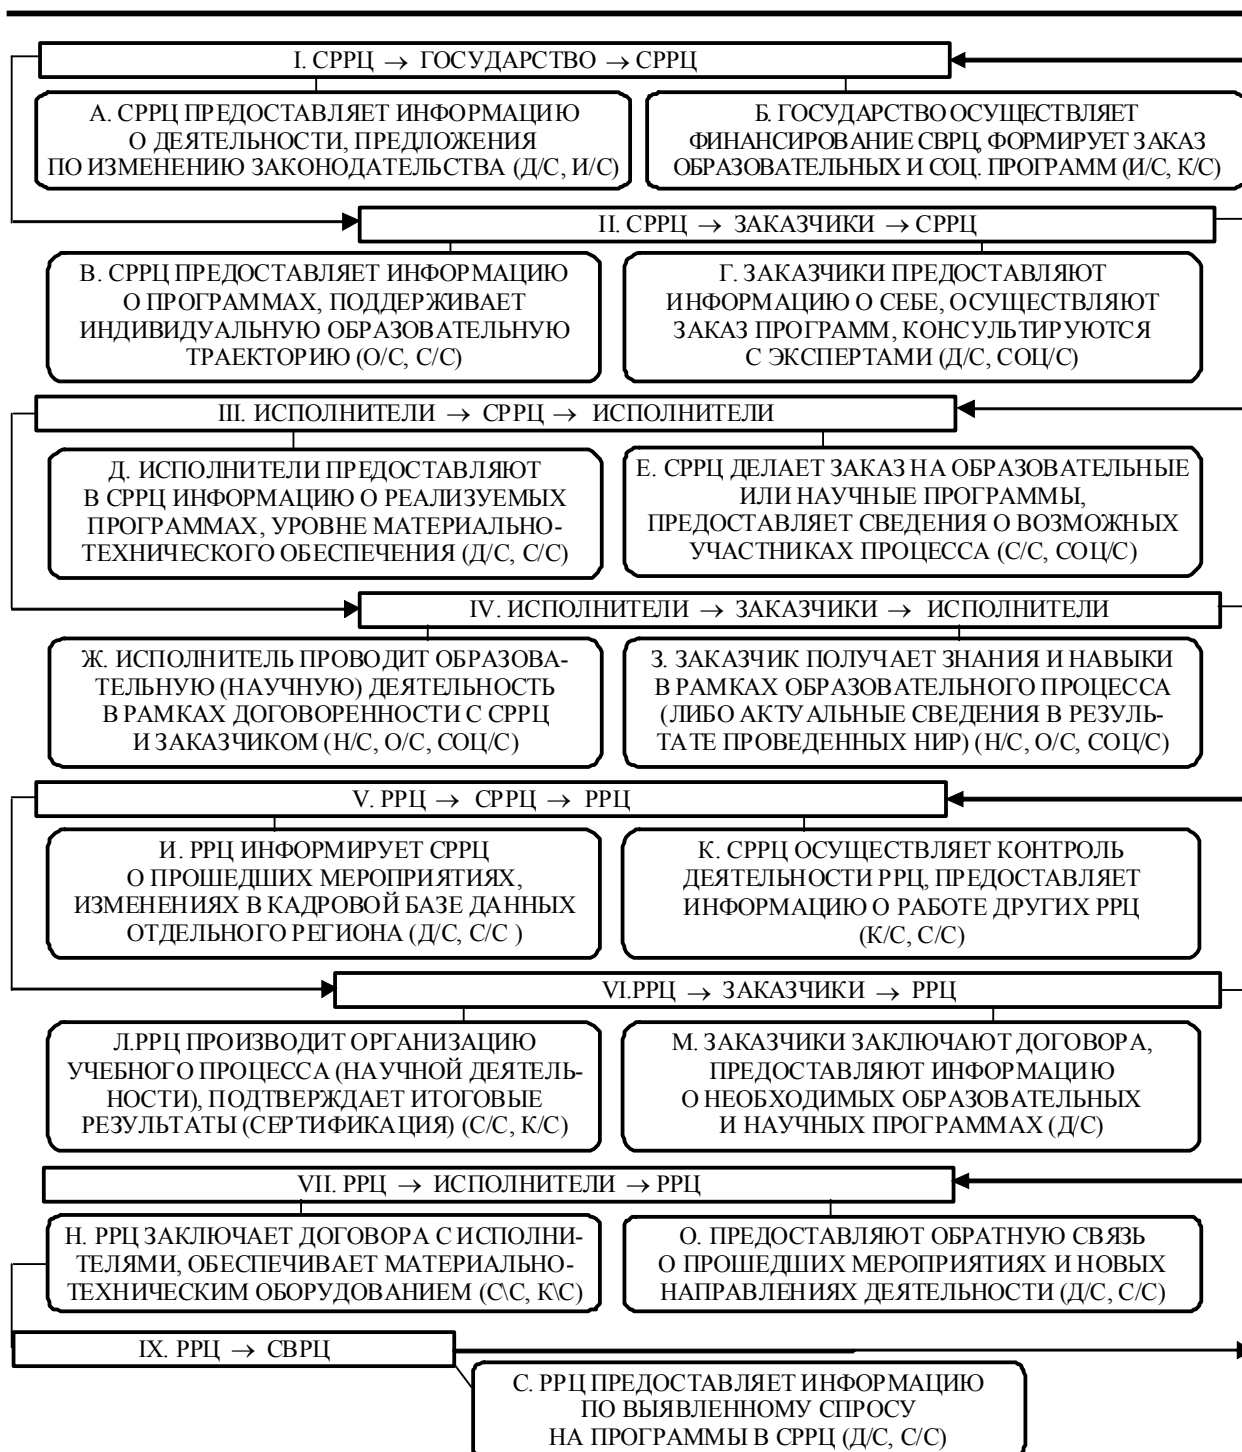 I. СРРЦ → ГОСУДАРСТВО → СРРЦ
А. СРРЦ ПРЕДОСТАВЛЯЕТ ИНФОРМАЦИЮ
О ДЕЯТЕЛЬНОСТИ, ПРЕДЛОЖЕНИЯ
ПО ИЗМЕНЕНИЮ ЗАКОНОДАТЕЛЬСТВА (Д/С, И/С)
Б. ГОСУДАРСТВО ОСУЩЕСТВЛЯЕТ
ФИНАНСИРОВАНИЕ СВРЦ, ФОРМИРУЕТ ЗАКАЗ
ОБРАЗОВАТЕЛЬНЫХ И СОЦ. ПРОГРАММ (И/С, К/С)
II. СРРЦ → ЗАКАЗЧИКИ → СРРЦ
В. СРРЦ ПРЕДОСТАВЛЯЕТ ИНФОРМАЦИЮ
О ПРОГРАММАХ, ПОДДЕРЖИВАЕТ
ИНДИВИДУАЛЬНУЮ ОБРАЗОВАТЕЛЬНУЮ
ТРАЕКТОРИЮ (О/С, С/С)
Г. ЗАКАЗЧИКИ ПРЕДОСТАВЛЯЮТ
ИНФОРМАЦИЮ О СЕБЕ, ОСУЩЕСТВЛЯЮТ
ЗАКАЗ ПРОГРАММ, КОНСУЛЬТИРУЮТСЯ
С ЭКСПЕРТАМИ (Д/С, СОЦ/С)
III. ИСПОЛНИТЕЛИ → СРРЦ → ИСПОЛНИТЕЛИ
Д. ИСПОЛНИТЕЛИ ПРЕДОСТАВЛЯЮТ
В СРРЦ ИНФОРМАЦИЮ О РЕАЛИЗУЕМЫХ
ПРОГРАММАХ, УРОВНЕ МАТЕРИАЛЬНО-
ТЕХНИЧЕСКОГО ОБЕСПЕЧЕНИЯ (Д/С, С/С)
Е. СРРЦ ДЕЛАЕТ ЗАКАЗ НА ОБРАЗОВАТЕЛЬНЫЕ
ИЛИ НАУЧНЫЕ ПРОГРАММЫ,
ПРЕДОСТАВЛЯЕТ СВЕДЕНИЯ О ВОЗМОЖНЫХ
УЧАСТНИКАХ ПРОЦЕССА (С/С, СОЦ/С)
IV. ИСПОЛНИТЕЛИ → ЗАКАЗЧИКИ → ИСПОЛНИТЕЛИ
Ж. ИСПОЛНИТЕЛЬ ПРОВОДИТ ОБРАЗОВА-
ТЕЛЬНУЮ (НАУЧНУЮ) ДЕЯТЕЛЬНОСТЬ
В РАМКАХ ДОГОВОРЕННОСТИ С СРРЦ
И ЗАКАЗЧИКОМ (Н/С, О/С, СОЦ/С)
З. ЗАКАЗЧИК ПОЛУЧАЕТ ЗНАНИЯ И НАВЫКИ
В РАМКАХ ОБРАЗОВАТЕЛЬНОГО ПРОЦЕССА
(ЛИБО АКТУАЛЬНЫЕ СВЕДЕНИЯ В РЕЗУЛЬ-
ТАТЕ ПРОВЕДЕННЫХ НИР) (Н/С, О/С, СОЦ/С)
V. РРЦ → СРРЦ → РРЦ
И. РРЦ ИНФОРМИРУЕТ СРРЦ
О ПРОШЕДШИХ МЕРОПРИЯТИЯХ,
ИЗМЕНЕНИЯХ В КАДРОВОЙ БАЗЕ ДАННЫХ
ОТДЕЛЬНОГО РЕГИОНА (Д/С, С/С )
К. СРРЦ ОСУЩЕСТВЛЯЕТ КОНТРОЛЬ
ДЕЯТЕЛЬНОСТИ РРЦ, ПРЕДОСТАВЛЯЕТ
ИНФОРМАЦИЮ О РАБОТЕ ДРУГИХ РРЦ
(К/С, С/С)
VI.РРЦ → ЗАКАЗЧИКИ → РРЦ
Л.РРЦ ПРОИЗВОДИТ ОРГАНИЗАЦИЮ
УЧЕБНОГО ПРОЦЕССА (НАУЧНОЙ ДЕЯТЕЛЬ-
НОСТИ), ПОДТВЕРЖДАЕТ ИТОГОВЫЕ
РЕЗУЛЬТАТЫ (СЕРТИФИКАЦИЯ) (С/С, К/С)
М. ЗАКАЗЧИКИ ЗАКЛЮЧАЮТ ДОГОВОРА,
ПРЕДОСТАВЛЯЮТ ИНФОРМАЦИЮ
О НЕОБХОДИМЫХ ОБРАЗОВАТЕЛЬНЫХ
И НАУЧНЫХ ПРОГРАММАХ (Д/С)
VII. РРЦ → ИСПОЛНИТЕЛИ → РРЦ
Н. РРЦ ЗАКЛЮЧАЕТ ДОГОВОРА С ИСПОЛНИ-
ТЕЛЯМИ, ОБЕСПЕЧИВАЕТ МАТЕРИАЛЬНО-
ТЕХНИЧЕСКИМ ОБОРУДОВАНИЕМ (С\С, К\С)
О. ПРЕДОСТАВЛЯЮТ ОБРАТНУЮ СВЯЗЬ
О ПРОШЕДШИХ МЕРОПРИЯТИЯХ И НОВЫХ
НАПРАВЛЕНИЯХ ДЕЯТЕЛЬНОСТИ (Д/С, С/С)
IX. РРЦ → СВРЦ
С. РРЦ ПРЕДОСТАВЛЯЕТ ИНФОРМАЦИЮ
ПО ВЫЯВЛЕННОМУ СПРОСУ
НА ПРОГРАММЫ В СРРЦ (Д/С, С/С)